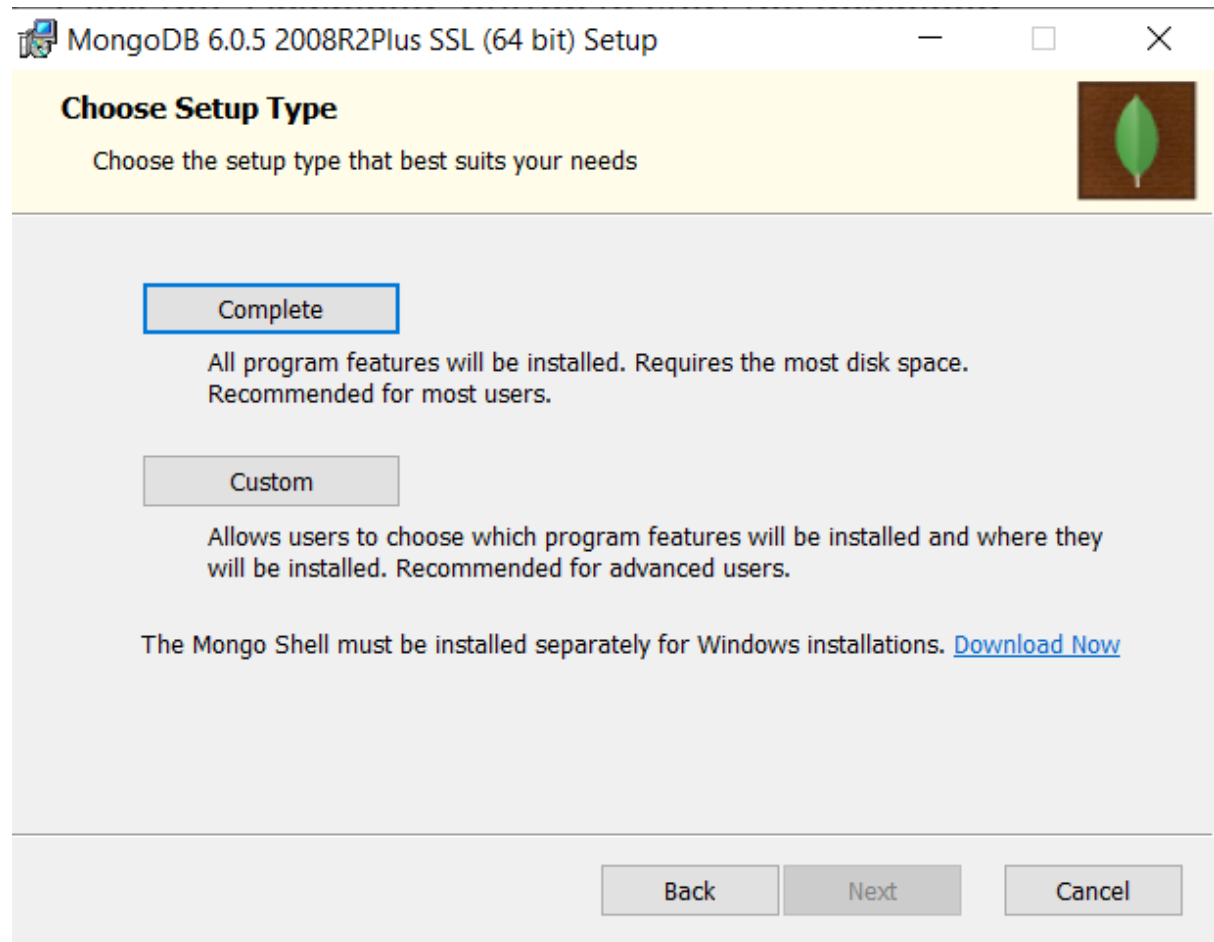 MongoDB 6.0.5 2008R2Plus SSL (64 bit) Setup
Choose Setup Type
Choose the setup type that best suits your needs
Complete
All program features will be installed. Requires the most disk space.
Recommended for most users.
Custom
Allows users to choose which program features will be installed and where they
will be installed. Recommended for advanced users.
The Mongo Shell must be installed separately for Windows installations. Download Now
Back Next Cancel